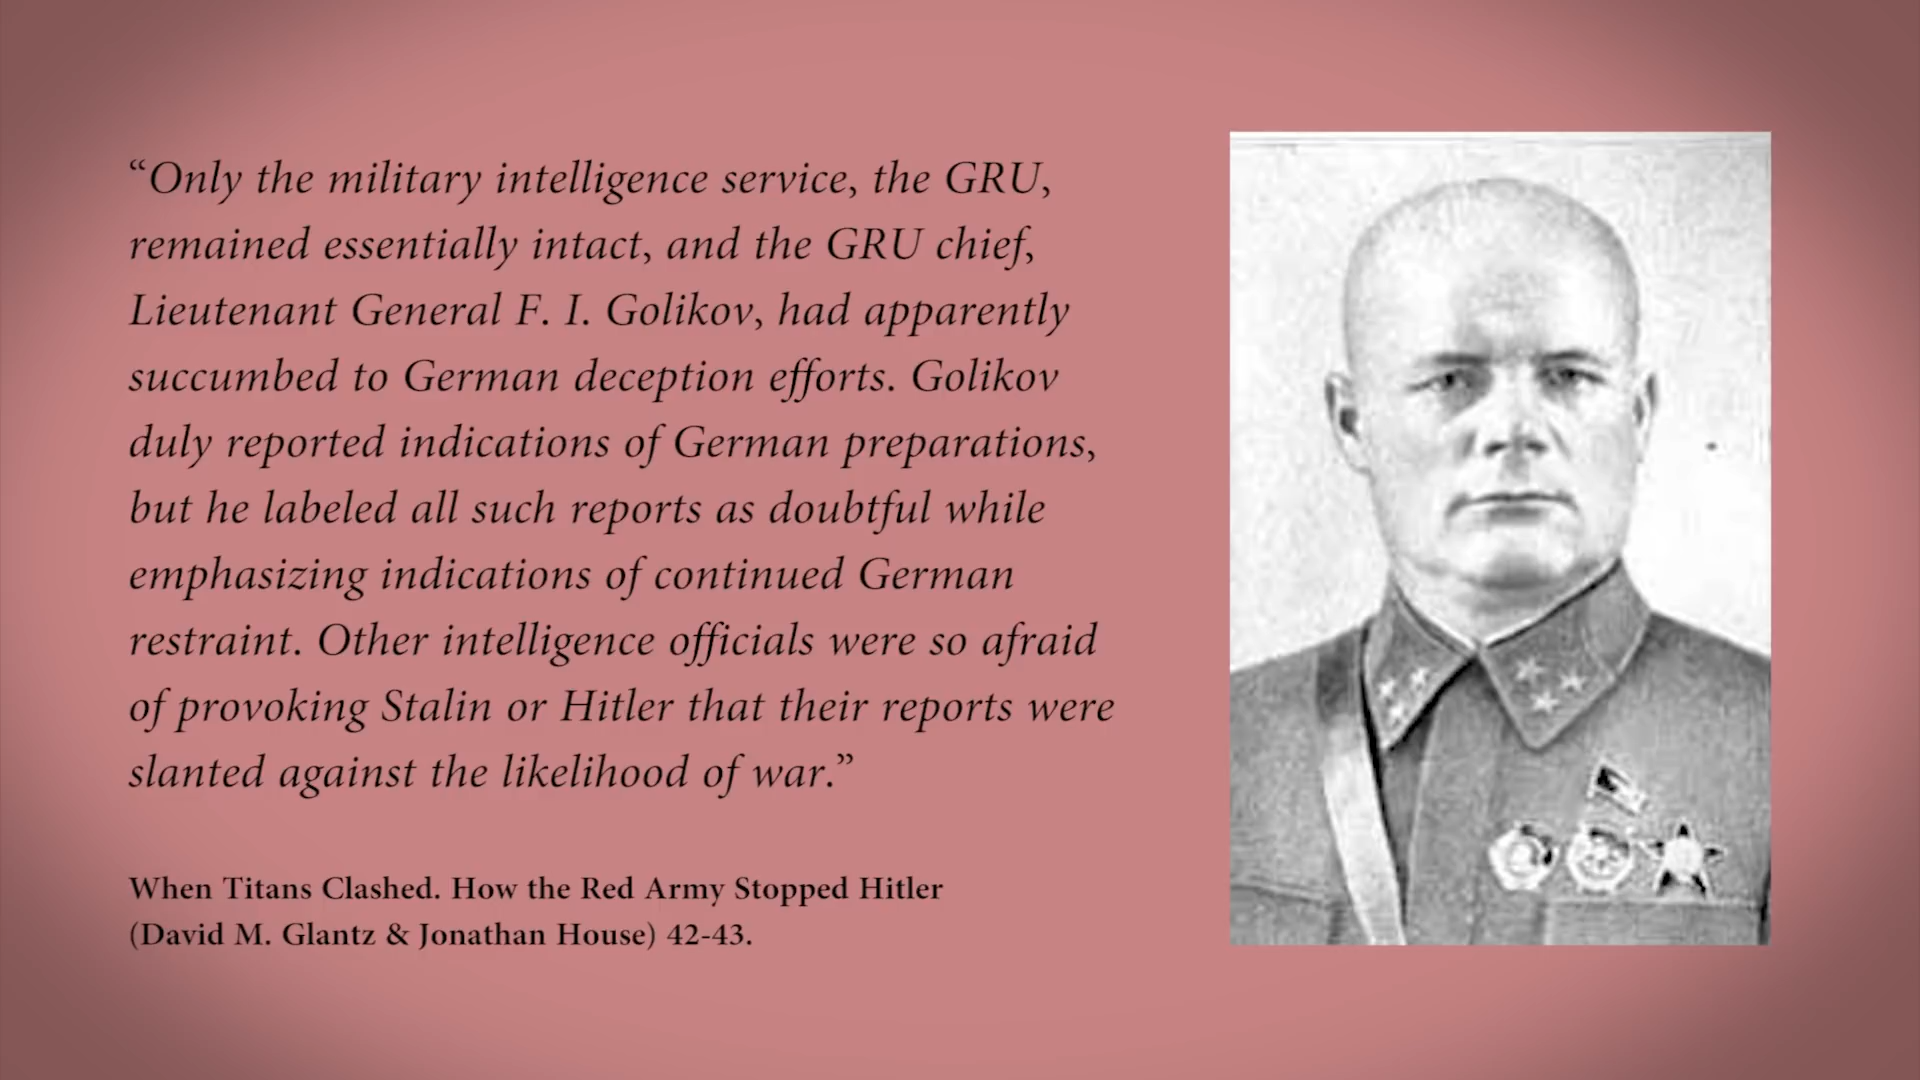 “Only the military intelligence service, the GRU,
remained essentially intact, and the GRU chief,
Lieutenant General F. I. Golikov, had apparently
succumbed to German deception efforts. Golikov
duly reported indications of German preparations,
but he labeled all such reports as doubtful while
emphasizing indications of continued German
restraint. Other intelligence officials were so afraid
of provoking Stalin or Hitler that their reports were
slanted against the likelihood of war.”
When Titans Clashed. How the Red Army Stopped Hitler
(David M. Glantz & Jonathan House) 42-43.